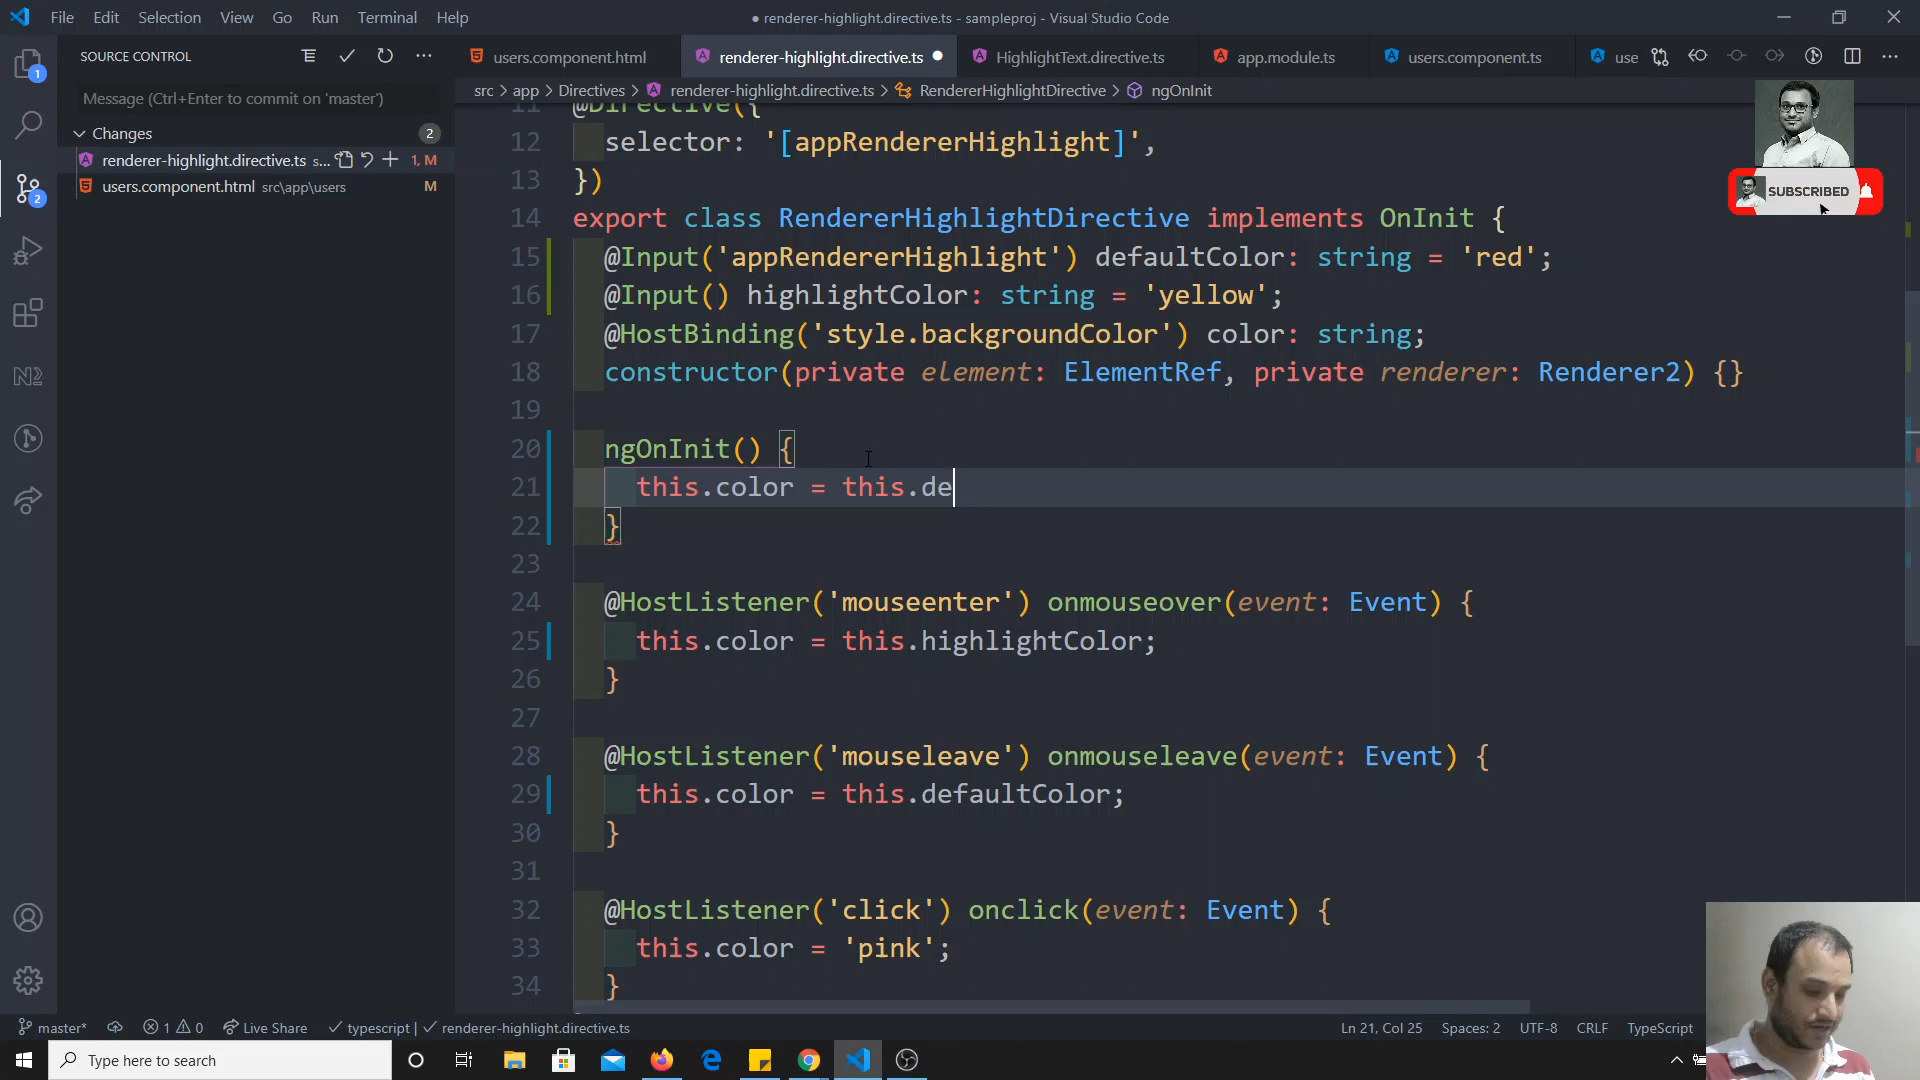 File Edit Selection View Go Run Terminal Help
● renderer-highlight.directive.ts - sampleproj - Visual Studio Code
SOURCE CONTROL
users.component.html
renderer-highlight.directive.ts
HighlightText.directive.ts
app.module.ts
users.component.ts
use
src > app > Directives > renderer-highlight.directive.ts > RendererHighlightDirective > ngOnInit
Message (Ctrl+Enter to commit on 'master')
Changes 2
renderer-highlight.directive.ts s... 1, M
users.component.html src\app\users M
1
2
SUBSCRIBED
11 @Directive({
12 selector: '[appRendererHighlight]',
13 })
14 export class RendererHighlightDirective implements OnInit {
15 @Input('appRendererHighlight') defaultColor: string = 'red';
16 @Input() highlightColor: string = 'yellow';
17 @HostBinding('style.backgroundColor') color: string;
18 constructor(private element: ElementRef, private renderer: Renderer2) {}
19
20 ngOnInit() {
21 this.color = this.de
22 }
23
24 @HostListener('mouseenter') onmouseover(event: Event) {
25 this.color = this.highlightColor;
26 }
27
28 @HostListener('mouseleave') onmouseleave(event: Event) {
29 this.color = this.defaultColor;
30 }
31
32 @HostListener('click') onclick(event: Event) {
33 this.color = 'pink';
34 }
master* 1 0 Live Share typescript | renderer-highlight.directive.ts
Ln 21, Col 25 Spaces: 2 UTF-8 CRLF TypeScript
Type here to search